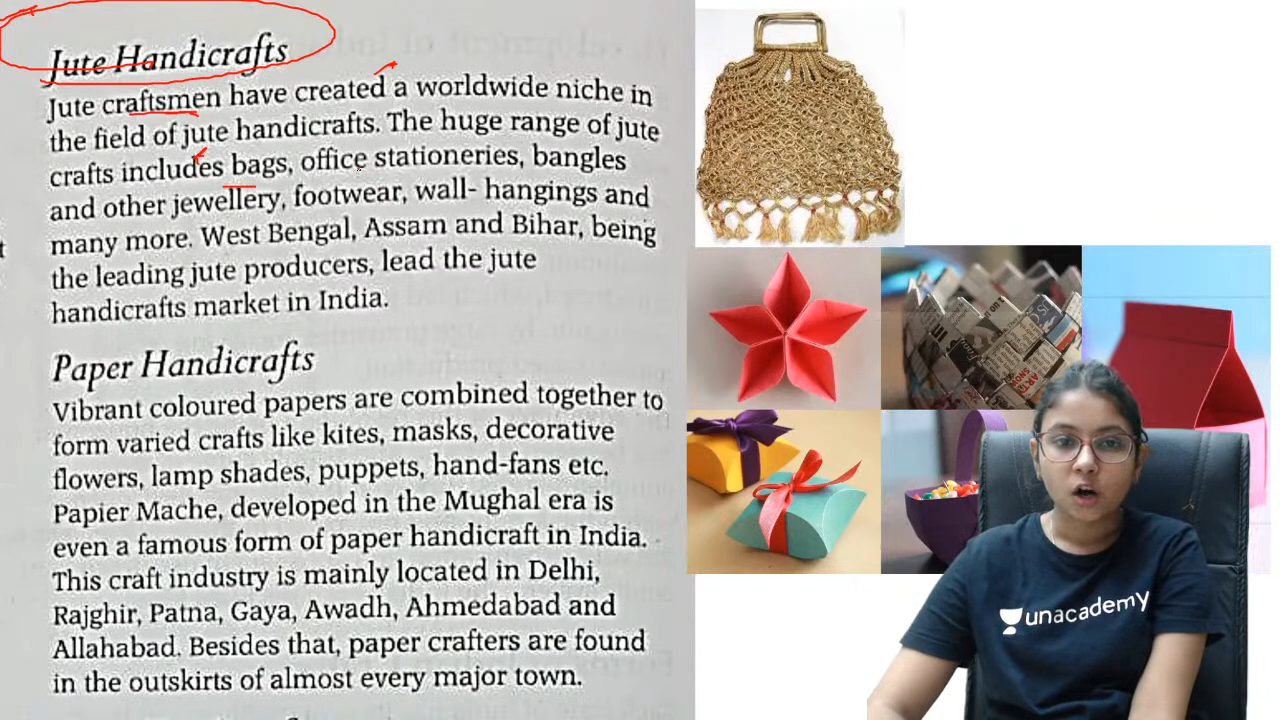 Jute Handicrafts
Jute craftsmen have created a worldwide niche in
the field of jute handicrafts. The huge range of jute
crafts includes bags, office stationeries, bangles
and other jewellery, footwear, wall- hangings and
many more. West Bengal, Assam and Bihar, being
the leading jute producers, lead the jute
handicrafts market in India.
Paper Handicrafts
Vibrant coloured papers are combined together to
form varied crafts like kites, masks, decorative
flowers, lamp shades, puppets, hand-fans etc.
Papier Mache, developed in the Mughal era is
even a famous form of paper handicraft in India.
This craft industry is mainly located in Delhi,
Rajghir, Patna, Gaya, Awadh, Ahmedabad and
Allahabad. Besides that, paper crafters are found
in the outskirts of almost every major town.
unacademy